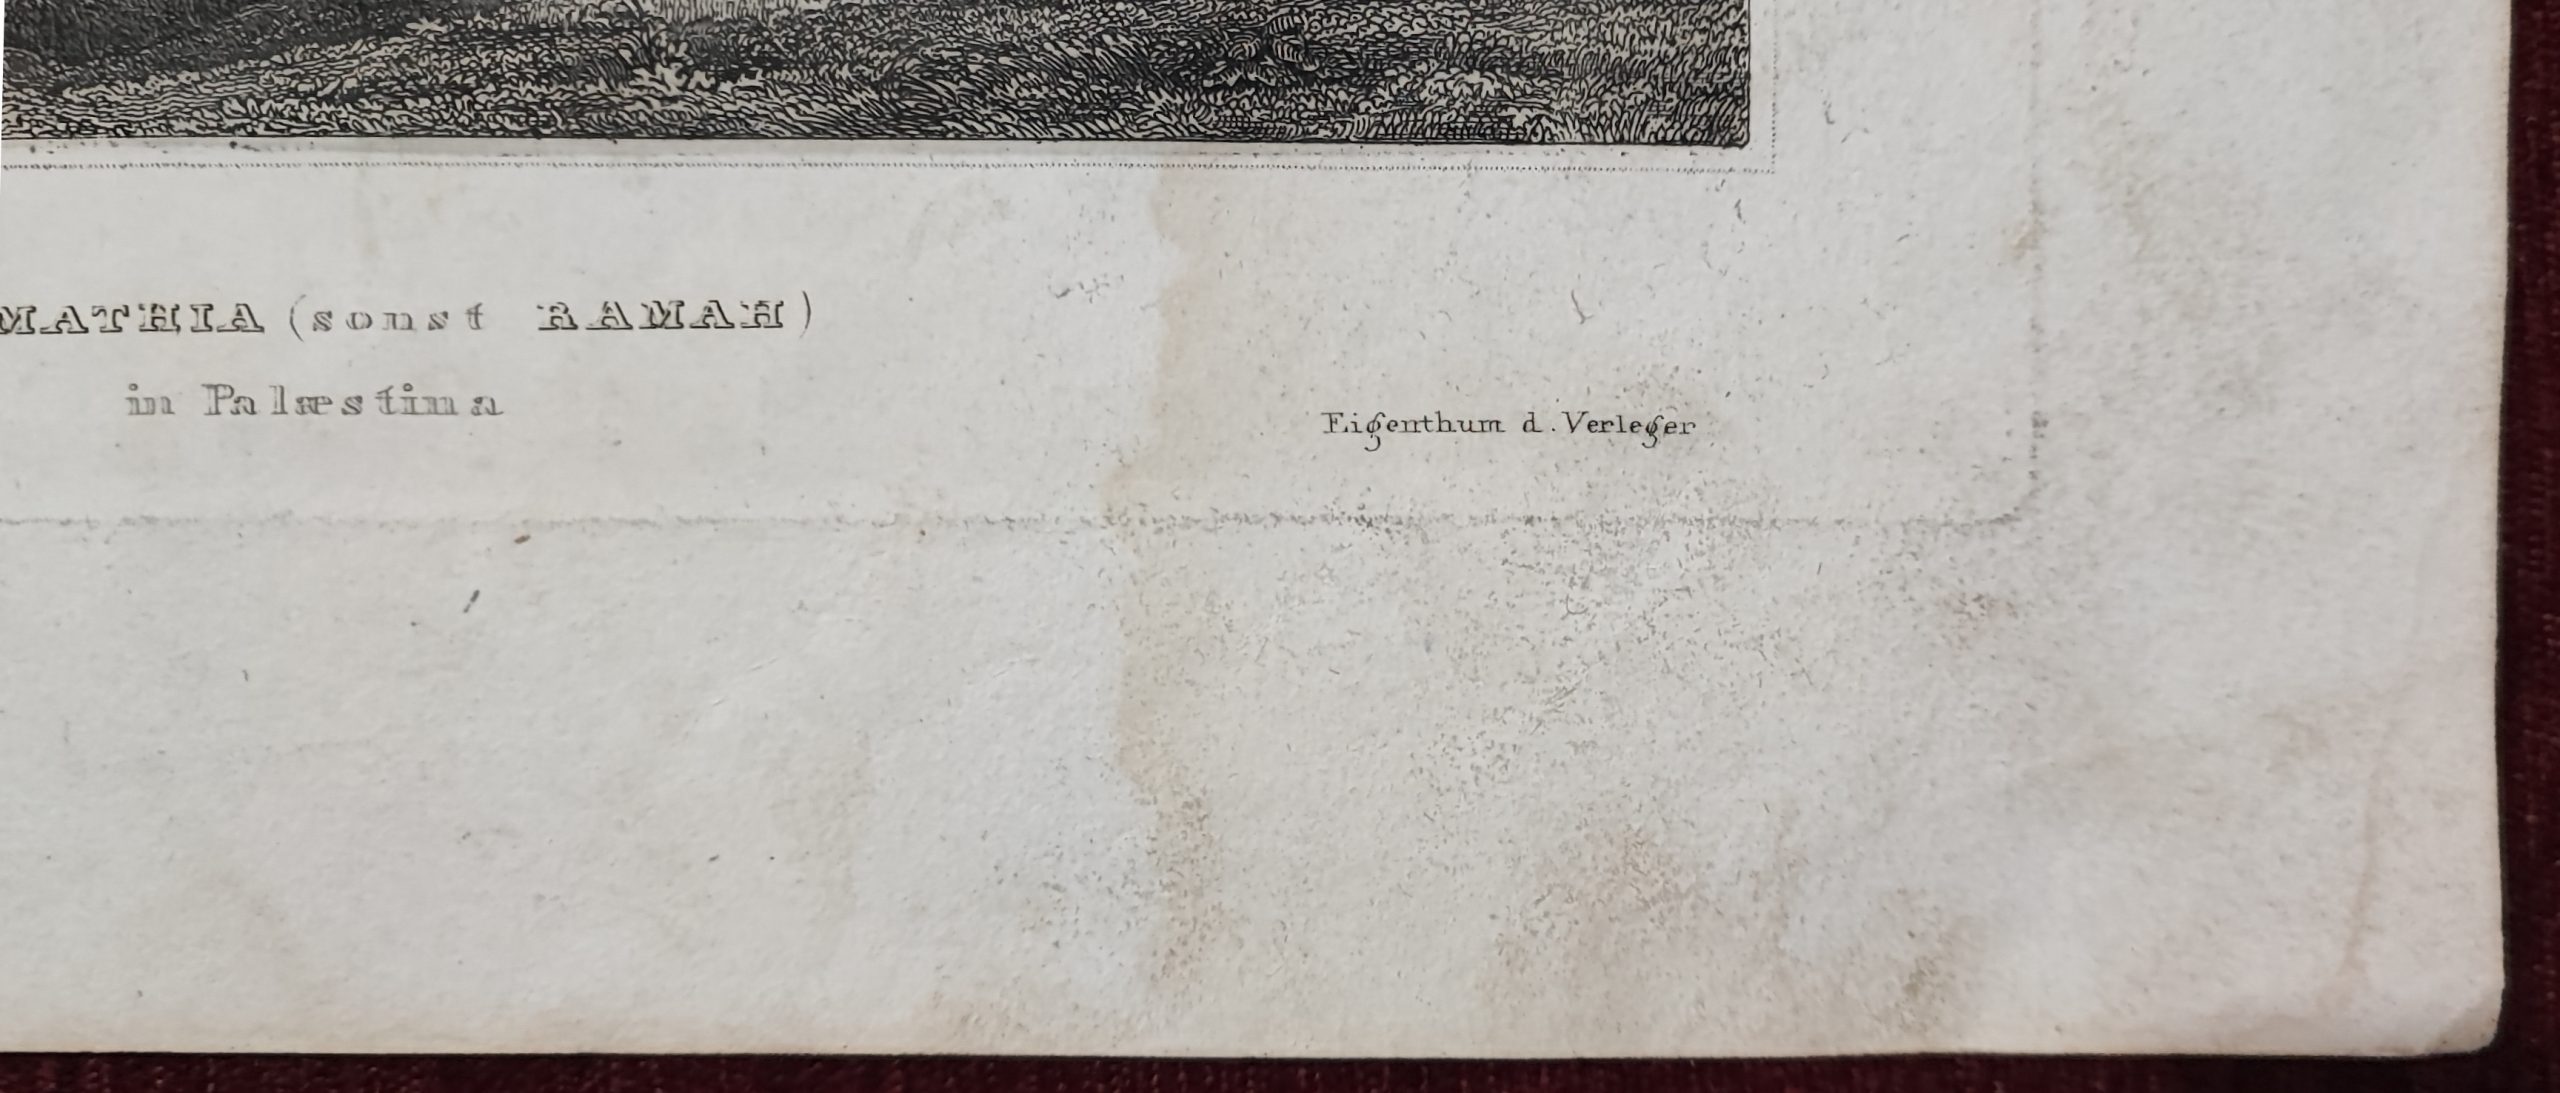 MATHIA (sonst RAMAH)
in Palæstina
Eigenthum d. Verleger